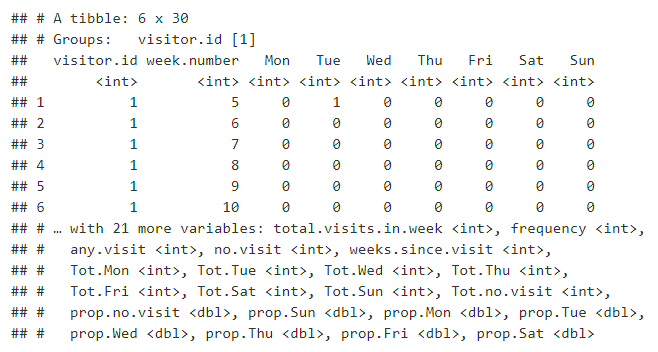 ## # A tibble: 6 x 30
## # Groups:   visitor.id [1]
##   visitor.id week.number   Mon   Tue   Wed   Thu   Fri   Sat   Sun
##        <int>       <int> <int> <int> <int> <int> <int> <int> <int>
## 1          1           5     0     1     0     0     0     0     0
## 2          1           6     0     0     0     0     0     0     0
## 3          1           7     0     0     0     0     0     0     0
## 4          1           8     0     0     0     0     0     0     0
## 5          1           9     0     0     0     0     0     0     0
## 6          1          10     0     0     0     0     0     0     0
## # … with 21 more variables: total.visits.in.week <int>, frequency <int>,
## #   any.visit <int>, no.visit <int>, weeks.since.visit <int>,
## #   Tot.Mon <int>, Tot.Tue <int>, Tot.Wed <int>, Tot.Thu <int>,
## #   Tot.Fri <int>, Tot.Sat <int>, Tot.Sun <int>, Tot.no.visit <int>,
## #   prop.no.visit <dbl>, prop.Sun <dbl>, prop.Mon <dbl>, prop.Tue <dbl>,
## #   prop.Wed <dbl>, prop.Thu <dbl>, prop.Fri <dbl>, prop.Sat <dbl>